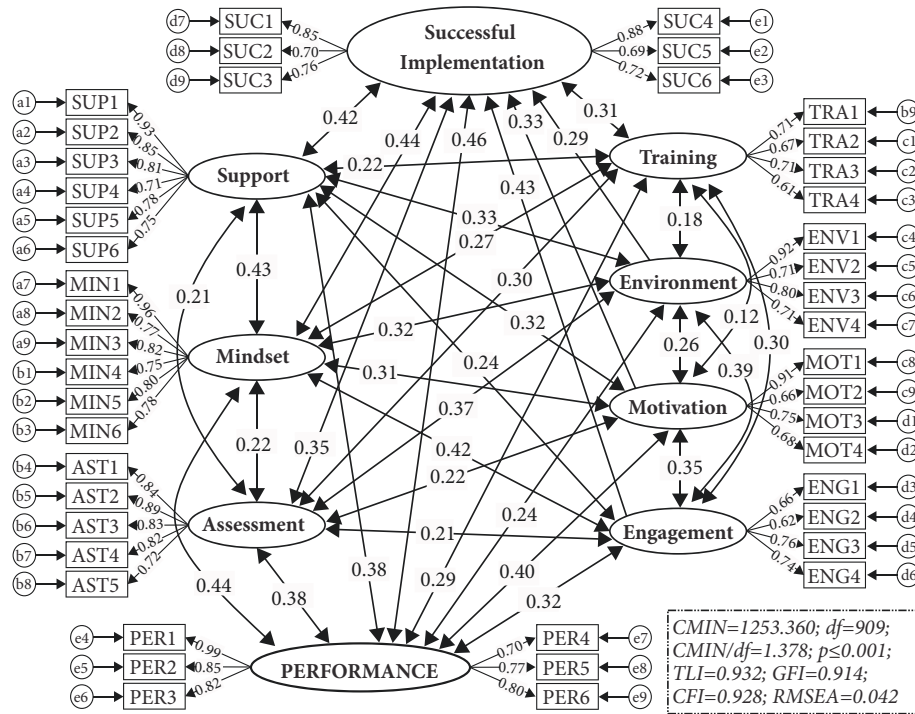 d7 SUC1 0.85
d8 SUC2 0.70
d9 SUC3 0.76
Successful
Implementation
0.88 SUC4 e1
0.69 SUC5 e2
0.72 SUC6 e3
a1 SUP1 0.93
a2 SUP2 0.85
a3 SUP3 0.81
a4 SUP4 0.71
a5 SUP5 0.78
a6 SUP6 0.75
Support
0.71 TRA1 b9
0.67 TRA2 c1
0.71 TRA3 c2
0.61 TRA4 c3
Training
0.42
0.44
0.46
0.33
0.29
0.31
0.22
0.43
0.33
0.27
0.18
0.92 ENV1 c4
0.71 ENV2 c5
0.80 ENV3 c6
0.71 ENV4 c7
Environment
0.43
0.21
0.30
0.12
a7 MIN1 0.96
a8 MIN2 0.77
a9 MIN3 0.82
b1 MIN4 0.75
b2 MIN5 0.80
b3 MIN6 0.78
Mindset
0.32
0.32
0.26
0.30
0.24
0.31
0.39
0.91 MOT1 c8
0.66 MOT2 c9
0.75 MOT3 d1
0.68 MOT4 d2
Motivation
0.37
0.22
0.35
0.42
0.22
0.35
b4 AST1 0.84
b5 AST2 0.89
b6 AST3 0.83
b7 AST4 0.82
b8 AST5 0.72
Assessment
0.21
0.24
0.66 ENG1 d3
0.62 ENG2 d4
0.76 ENG3 d5
0.74 ENG4 d6
Engagement
0.44
0.38
0.38
0.29
0.40
0.32
e4 PER1 0.99
e5 PER2 0.85
e6 PER3 0.82
PERFORMANCE
0.70 PER4 e7
0.77 PER5 e8
0.80 PER6 e9
CMIN=1253.360; df=909;
CMIN/df=1.378; p≤0.001;
TLI=0.932; GFI=0.914;
CFI=0.928; RMSEA=0.042